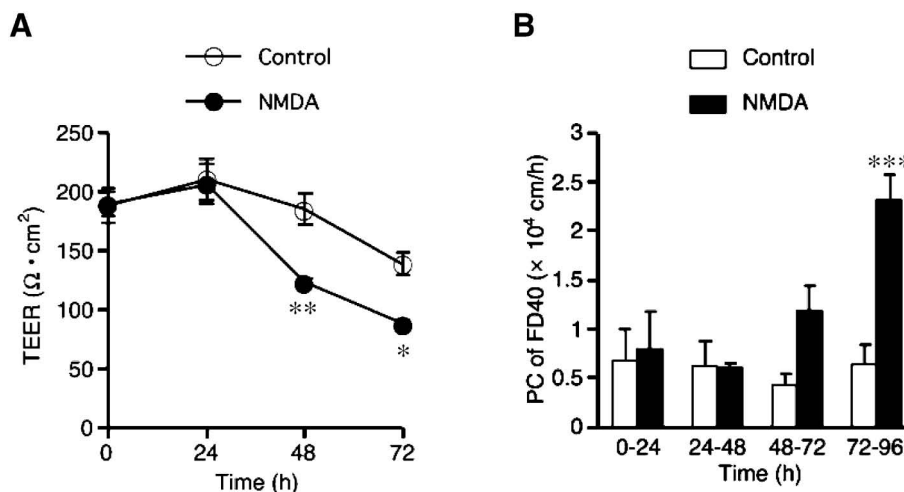 A
Control
NMDA
250
200
150
100
50
0
TEER (Ω • cm²)
**
*
0 24 48 72
Time (h)
B
Control
NMDA
3
2.5
2
1.5
1
0.5
0
PC of FD40 (× 10⁴ cm/h)
***
0-24 24-48 48-72 72-96
Time (h)